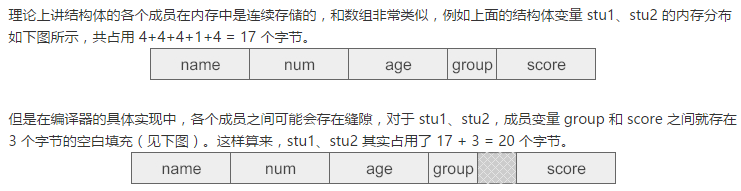 理论上讲结构体的各个成员在内存中是连续存储的，和数组非常类似，例如上面的结构体变量 stu1、stu2 的内存分布
如下图所示，共占用 4+4+4+1+4 = 17 个字节。
name num age group score
但是在编译器的具体实现中，各个成员之间可能会存在缝隙，对于 stu1、stu2，成员变量 group 和 score 之间就存在
3 个字节的空白填充（见下图）。这样算来，stu1、stu2 其实占用了 17 + 3 = 20 个字节。
name num age group score